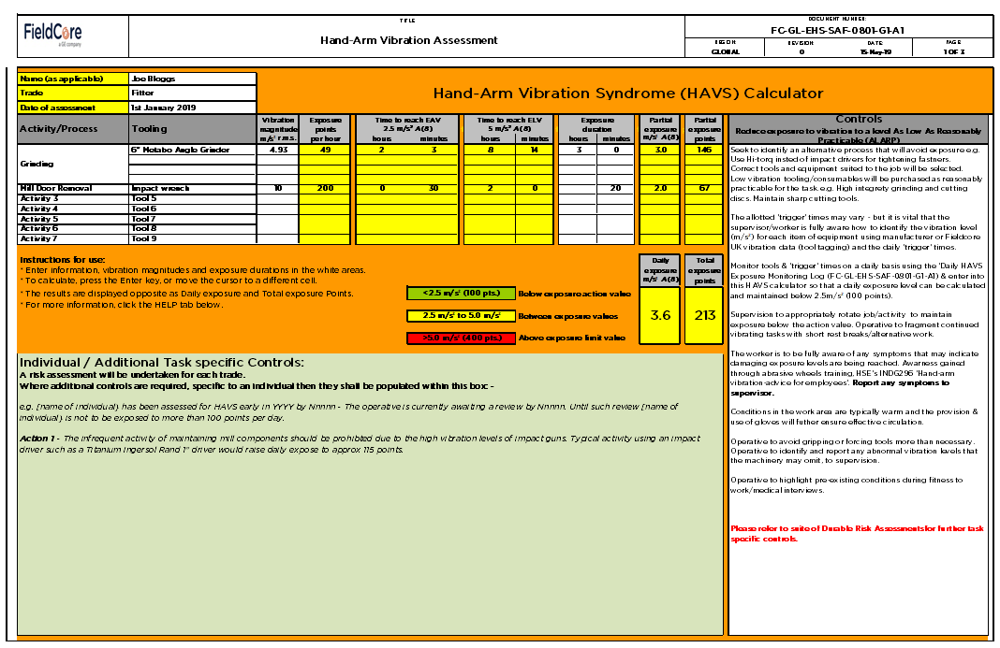 FieldCore
a GE company
TITLE
Hand-Arm Vibration Assessment
DOCUMENT NUMBER:
FC-GL-EHS-SAF-0801-G1-A1
REGION: REVISION: DATE: PAGE:
GLOBAL 0 15-May-19 1 OF 3
Name (as applicable) Joe Bloggs
Trade Fitter
Date of assessment 1st January 2019
Hand-Arm Vibration Syndrome (HAVS) Calculator
Activity/Process Tooling
Vibration magnitude m/s² r.m.s.
Exposure points per hour
Time to reach EAV 2.5 m/s² A(8) hours minutes
Time to reach ELV 5 m/s² A(8) hours minutes
Exposure duration hours minutes
Partial exposure m/s² A(8)
Partial exposure points
Controls
Reduce exposure to vibration to a level As Low As Reasonably
Practicable (ALARP)
Grinding
6" Metabo Angle Grinder 4.93 49 2 3 8 14 3 0 3.0 146
Mill Door Removal Impact wrench 10 200 0 30 2 0 20 2.0 67
Activity 3 Tool 5
Activity 4 Tool 6
Activity 5 Tool 7
Activity 6 Tool 8
Activity 7 Tool 9
Instructions for use:
* Enter information, vibration magnitudes and exposure durations in the white areas.
* To calculate, press the Enter key, or move the cursor to a different cell.
* The results are displayed opposite as Daily exposure and Total exposure Points.
* For more information, click the HELP tab below.
<2.5 m/s² (100 pts.) Below exposure action value
2.5 m/s² to 5.0 m/s² Between exposure values
>5.0 m/s² (400 pts.) Above exposure limit value
Daily exposure m/s² A(8)
Total exposure points
3.6 213
Individual / Additional Task specific Controls:
A risk assessment will be undertaken for each trade.
Where additional controls are required, specific to an individual then they shall be populated within this box: -
e.g. [name of Individual) has been assessed for HAVS early in YYYY by Nnnnn - The operative is currently awaiting a review by Nnnnn. Until such review [name of
individual) is not to be exposed to more than 100 points per day.
Action 1 - The infrequent activity of maintaining mill components should be prohibited due to the high vibration levels of impact guns. Typical activity using an impact
driver such as a Titanium Ingersol Rand 1" driver would raise daily expose to approx 115 points.
Seek to identify an alternative process that will avoid exposure e.g.
Use Hi-torq insted of impact drivers for tightening fastners.
Correct tools and equipment suited to the job will be selected.
Low vibration tooling/consumables will be purchased as reasonably
practicable for the task. e.g. High integrety grinding and cutting
discs. Maintain sharp cutting tools.
The allotted 'trigger' times may vary - but it is vital that the
supervisor/worker is fully aware how to identify the vibration level
(m/s²) for each item of equipment using manufacturer or Fieldcore
UK vibration data (tool tagging) and the daily 'trigger' times.
Monitor tools & 'trigger' times on a daily basis using the 'Daily HAVS
Exposure Monitoring Log (FC-GL-EHS-SAF-0801-G1-A1) & enter into
this HAVS calculator so that a daily exposure level can be calculated
and maintained below 2.5m/s² (100 points).
Supervision to appropriately rotate job/activity to maintain
exposure below the action value. Operative to fragment continued
vibrating tasks with short rest breaks/alternative work.
The worker is to be fully aware of any symptoms that may indicate
damaging exposure levels are being reached. Awarness gained
through abrasive wheels training, HSE's INDG296 'Hand-arm
vibration-advice for employees'. Report any symptoms to
supervisor.
Conditions in the work area are typically warm and the provision &
use of gloves will futher ensure effective circulation.
Operative to avoid gripping or forcing tools more than necessary.
Operative to identify and report any abnormal vibration levels that
the machinery may omit, to supervision.
Operative to highlight pre-existing conditions during fitness to
work/medical interviews.
Please refer to suite of Durable Risk Assessments for further task
specific controls.